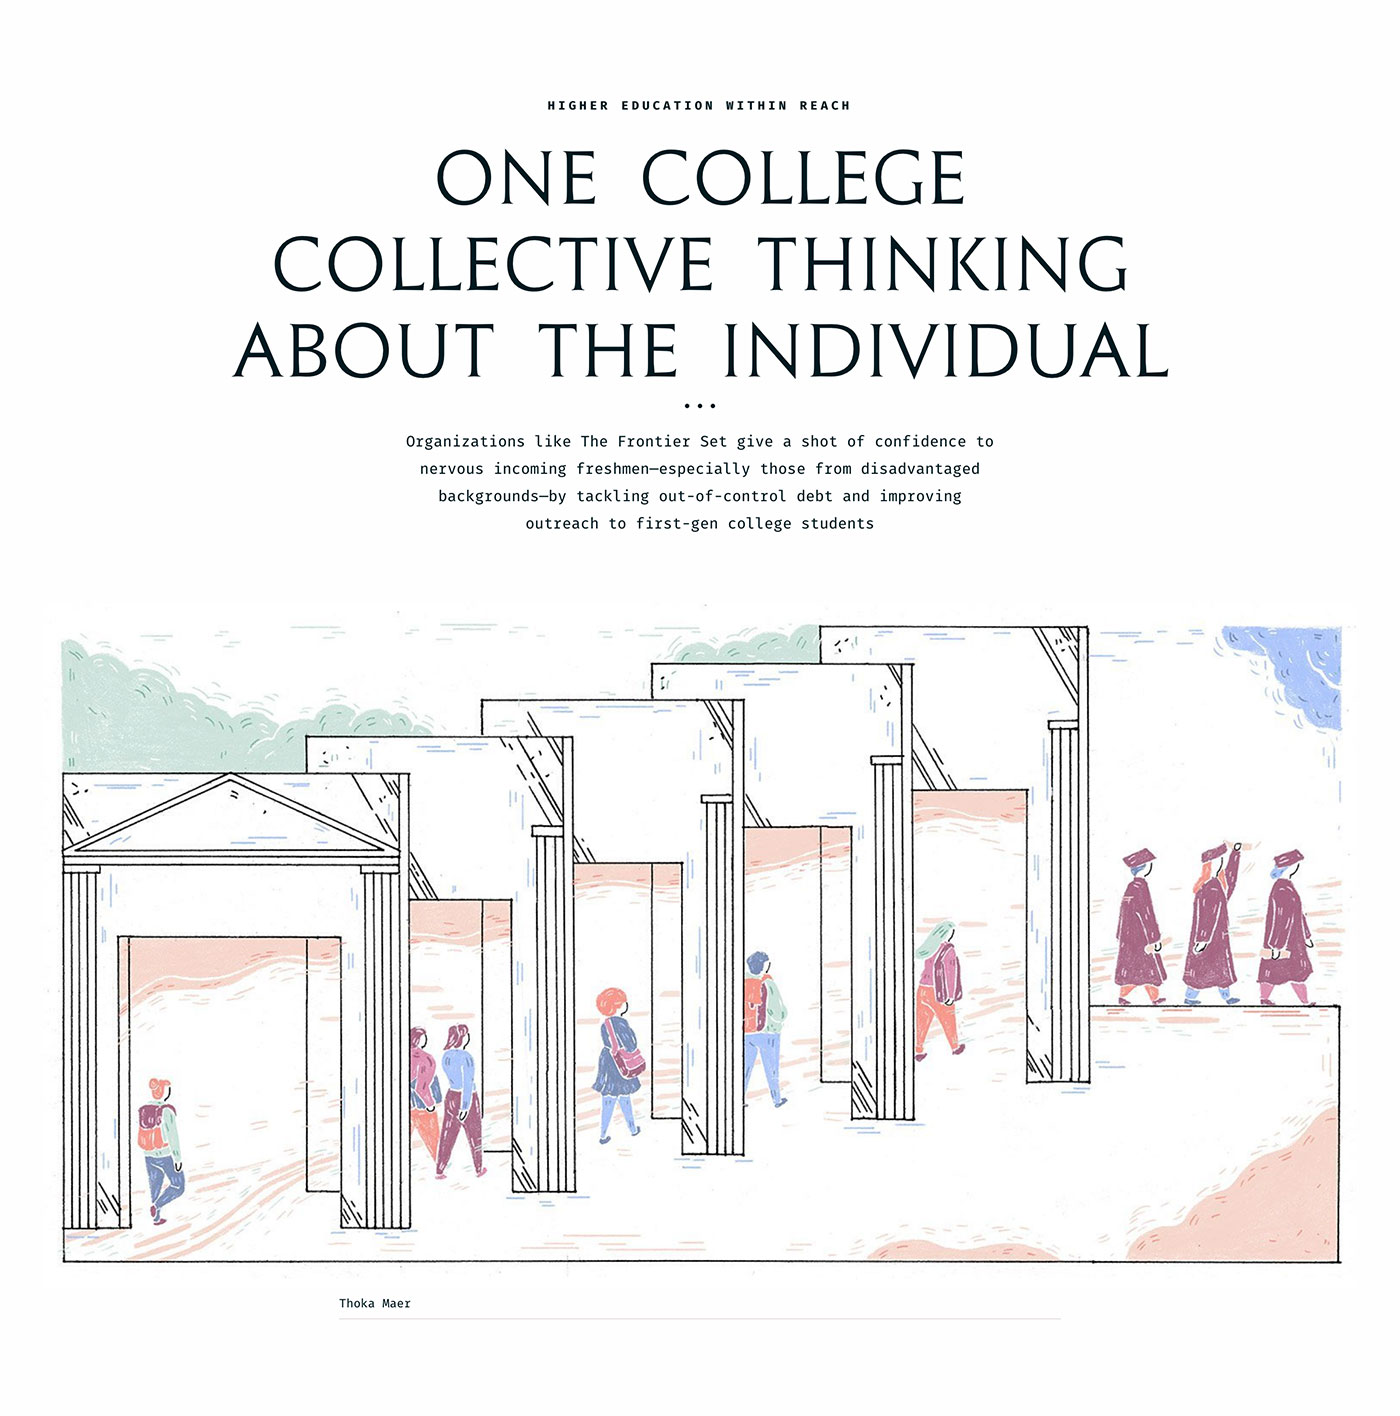 HIGHER EDUCATION WITHIN REACH
ONE COLLEGE
COLLECTIVE THINKING
ABOUT THE INDIVIDUAL
...
Organizations like The Frontier Set give a shot of confidence to
nervous incoming freshmen—especially those from disadvantaged
backgrounds—by tackling out-of-control debt and improving
outreach to first-gen college students
Thoka Maer